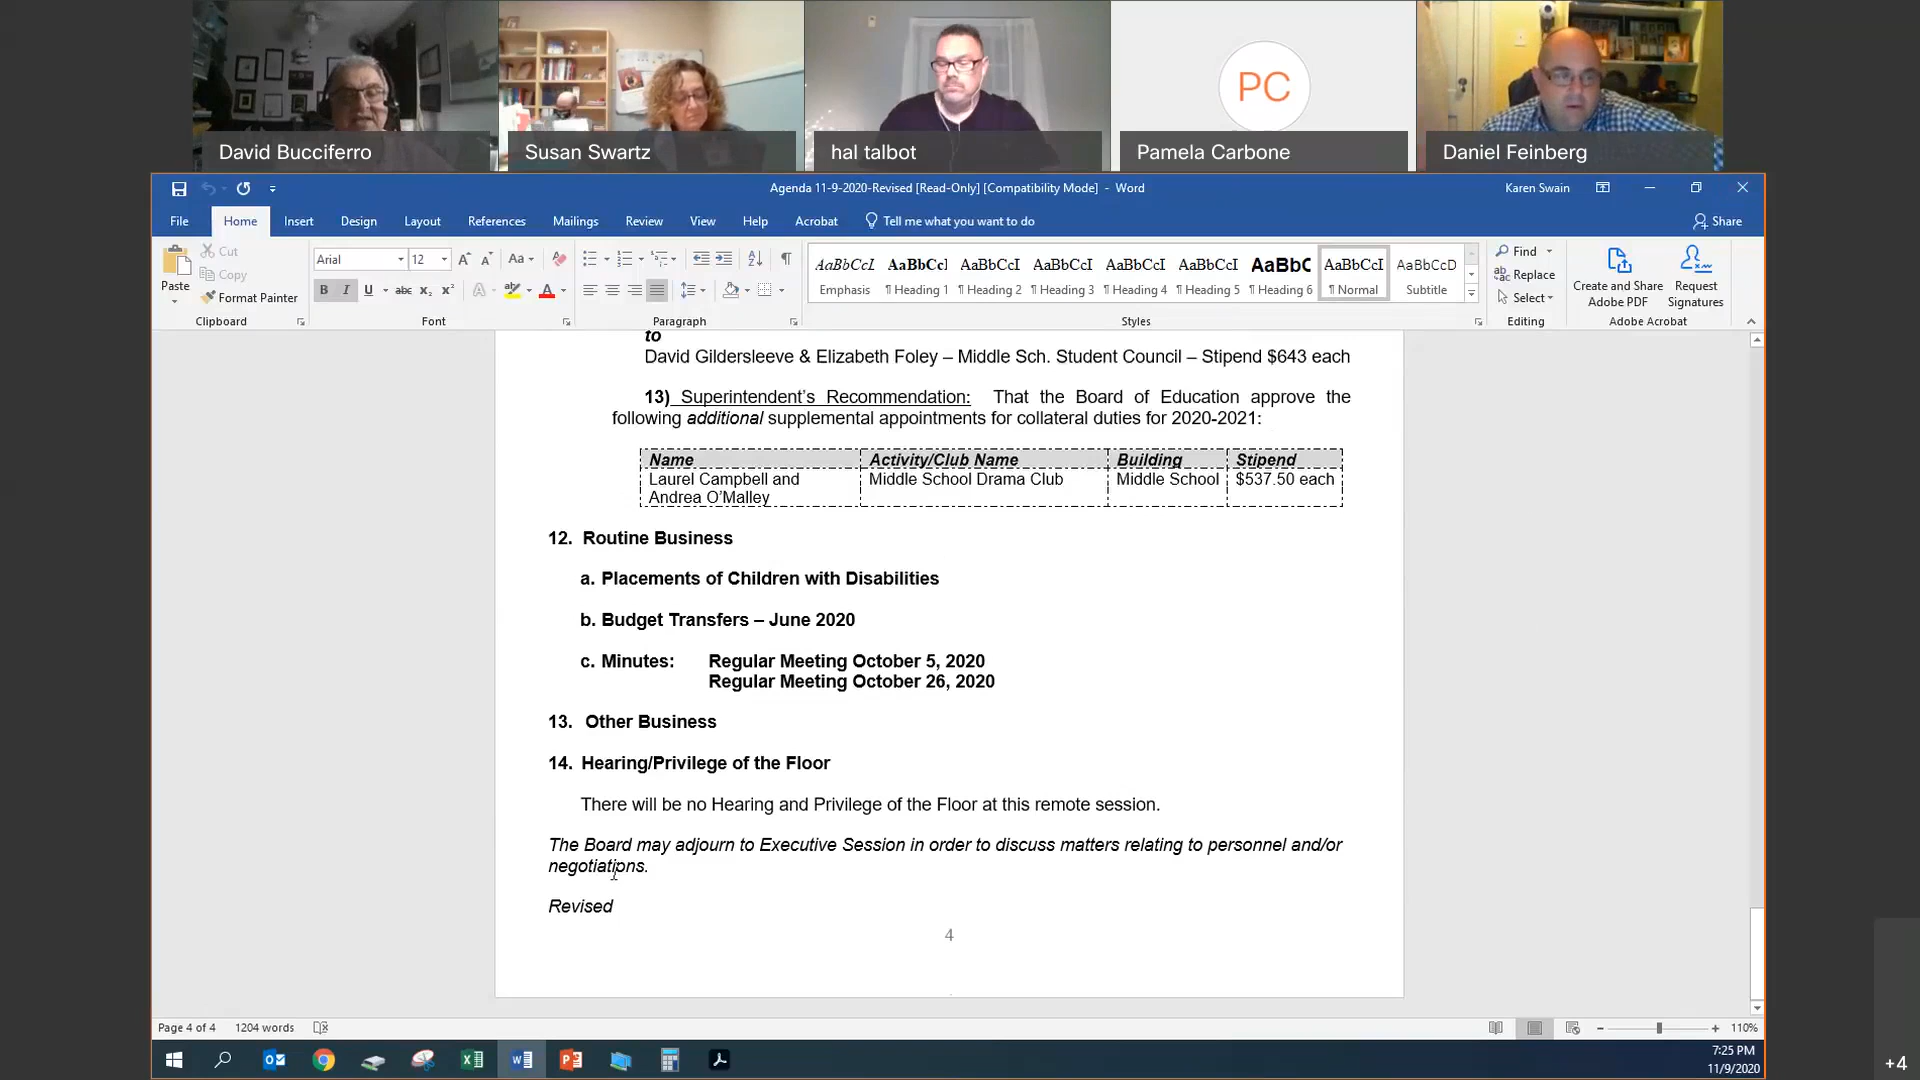 PC
David Bucciferro
Susan Swartz
hal talbot
Pamela Carbone
Daniel Feinberg
Agenda 11-9-2020-Revised [Read-Only] [Compatibility Mode] - Word
Karen Swain
File Home Insert Design Layout References Mailings Review View Help Acrobat Tell me what you want to do Share
Paste
Cut
Copy
Format Painter
Clipboard
Arial 12
Font
Paragraph
AaBbCcI AaBbCcI AaBbCcI AaBbCcI AaBbCcI AaBbCcI AaBbC AaBbCcI AaBbCcD
Emphasis ¶ Heading 1 ¶ Heading 2 ¶ Heading 3 ¶ Heading 4 ¶ Heading 5 ¶ Heading 6 ¶ Normal Subtitle
Styles
Find
Replace
Select
Editing
Create and Share
Adobe PDF
Request
Signatures
Adobe Acrobat
to
David Gildersleeve & Elizabeth Foley – Middle Sch. Student Council – Stipend $643 each
13) Superintendent's Recommendation: That the Board of Education approve the
following additional supplemental appointments for collateral duties for 2020-2021:
Name Activity/Club Name Building Stipend
Laurel Campbell and Middle School Drama Club Middle School $537.50 each
Andrea O'Malley
12. Routine Business
a. Placements of Children with Disabilities
b. Budget Transfers – June 2020
c. Minutes: Regular Meeting October 5, 2020
Regular Meeting October 26, 2020
13. Other Business
14. Hearing/Privilege of the Floor
There will be no Hearing and Privilege of the Floor at this remote session.
The Board may adjourn to Executive Session in order to discuss matters relating to personnel and/or
negotiations.
Revised
4
Page 4 of 4 1204 words
110%
7:25 PM
11/9/2020
+4